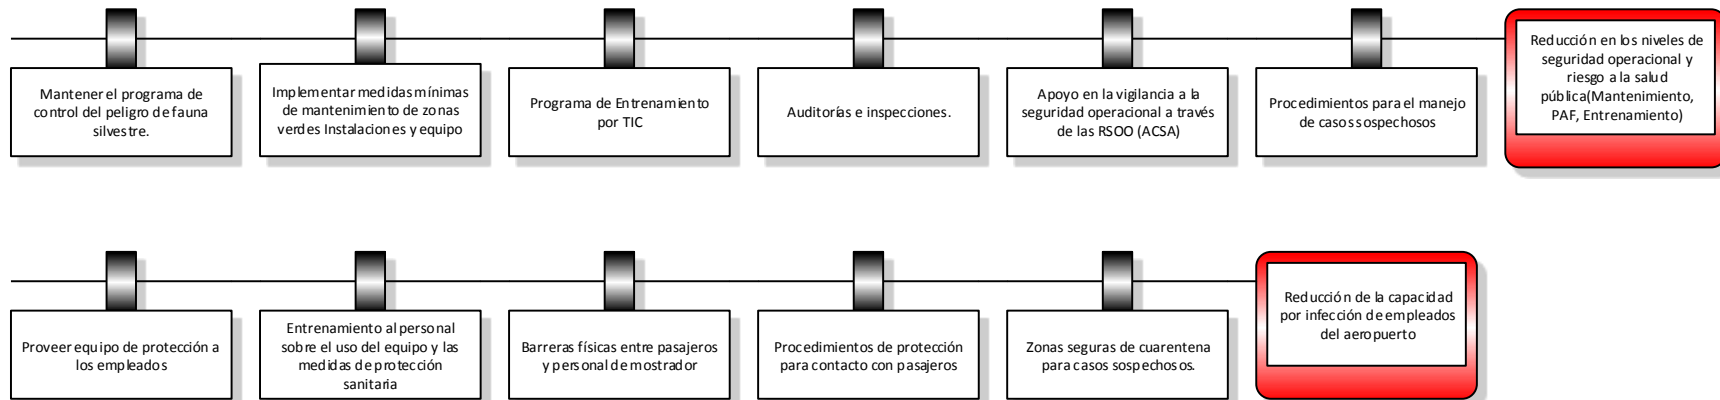 Mantener el programa de
control del peligro de fauna
silvestre.
Implementar medidas mínimas
de mantenimiento de zonas
verdes Instalaciones y equipo
Programa de Entrenamiento
por TIC
Auditorías e inspecciones.
Apoyo en la vigilancia a la
seguridad operacional a través
de las RSOO (ACSA)
Procedimientos para el manejo
de casos sospechosos
Reducción en los niveles de
seguridad operacional y
riesgo a la salud
pública(Mantenimiento,
PAF, Entrenamiento)
Proveer equipo de protección a
los empleados
Entrenamiento al personal
sobre el uso del equipo y las
medidas de protección
sanitaria
Barreras físicas entre pasajeros
y personal de mostrador
Procedimientos de protección
para contacto con pasajeros
Zonas seguras de cuarentena
para casos sospechosos.
Reducción de la capacidad
por infección de empleados
del aeropuerto